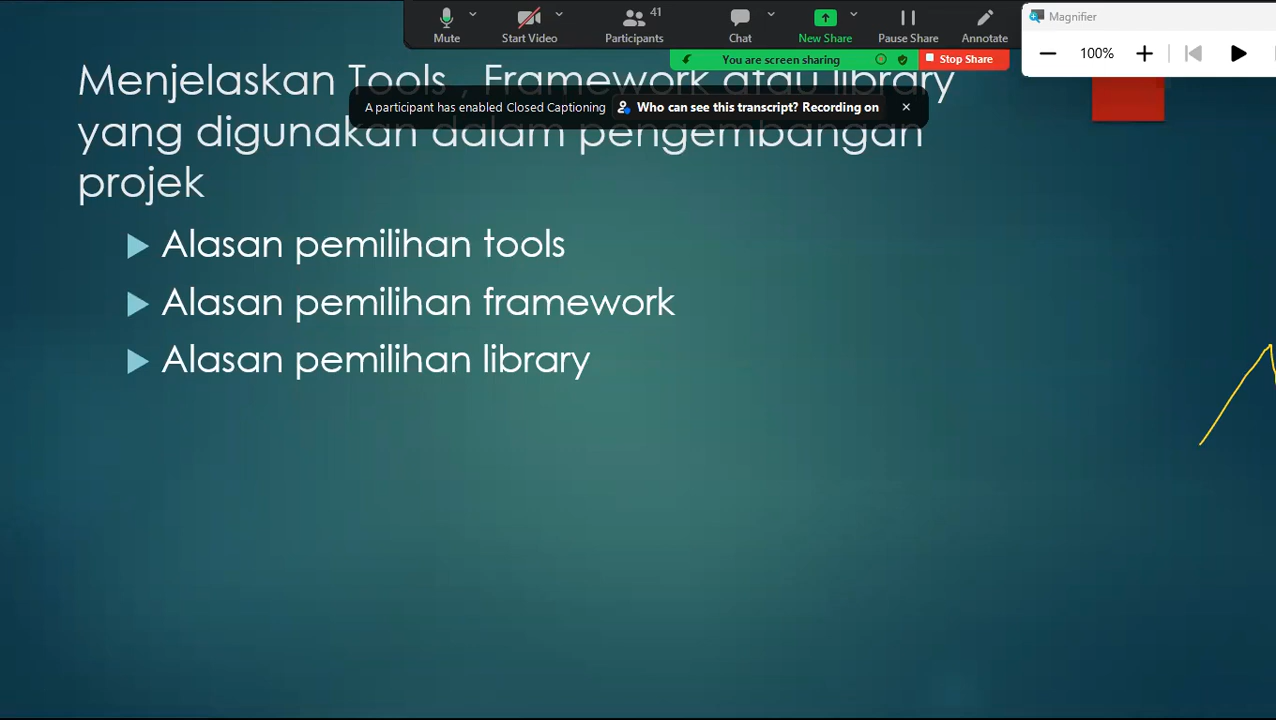 41
Mute
Start Video
Participants
Chat
New Share
Pause Share
Annotate
Magnifier
100%
You are screen sharing
Stop Share
Menjelaskan Tools , Framework atau library
A participant has enabled Closed Captioning
Who can see this transcript? Recording on
yang digunakan dalam pengembangan
projek
Alasan pemilihan tools
Alasan pemilihan framework
Alasan pemilihan library